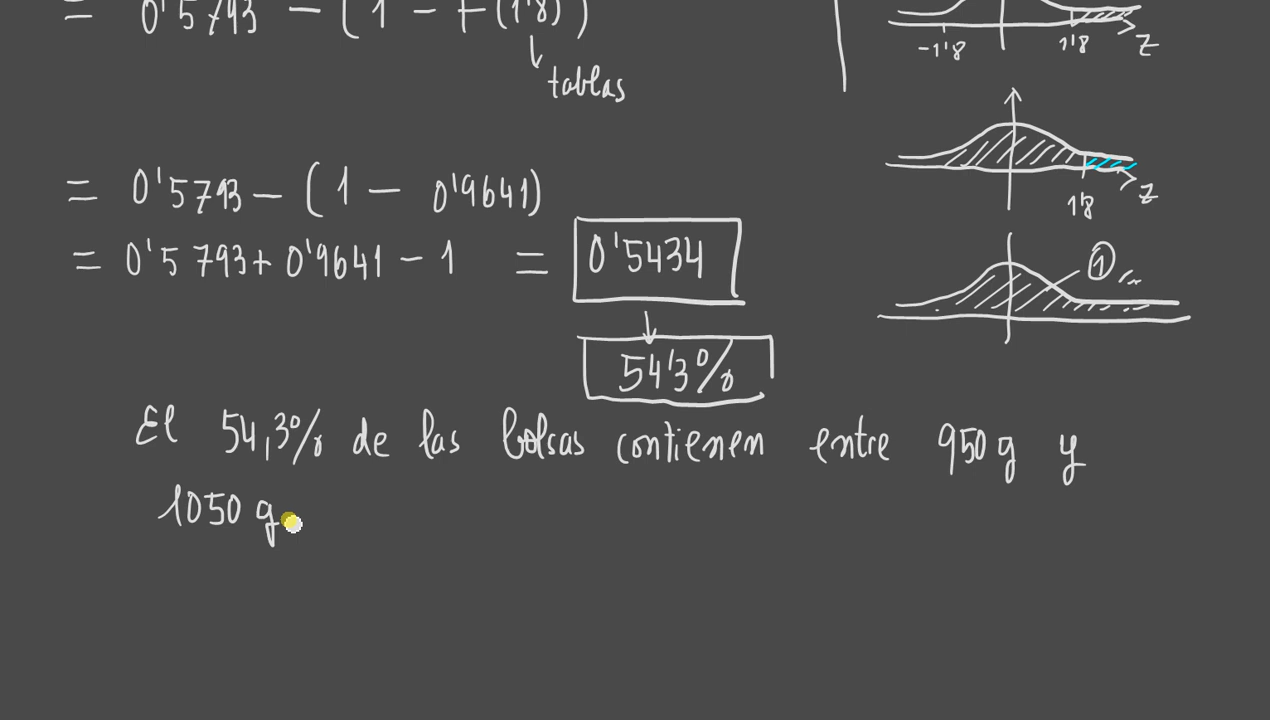 = 0'5793 - (1 - F(1'8))
tablas
-1'8 1'8 Z
= 0'5793 - (1 - 0'9641)
1'8 Z
= 0'5793 + 0'9641 - 1 = 0'5434
1
54'3%
El 54,3% de las bolsas contienen entre 950 g y
1050 g